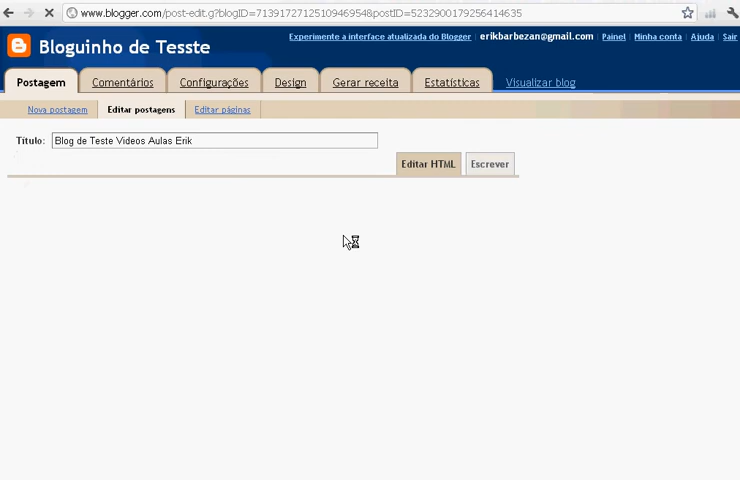 www.blogger.com/post-edit.g?blogID=7139172712510946954&postID=5232900179256414635
Experimente a interface atualizada do Blogger | erikbarbezan@gmail.com | Painel | Minha conta | Ajuda | Sair
Bloguinho de Tesste
Postagem Comentários Configurações Design Gerar receita Estatísticas Visualizar blog
Nova postagem Editar postagens Editar páginas
Título: Blog de Teste Videos Aulas Erik
Editar HTML Escrever